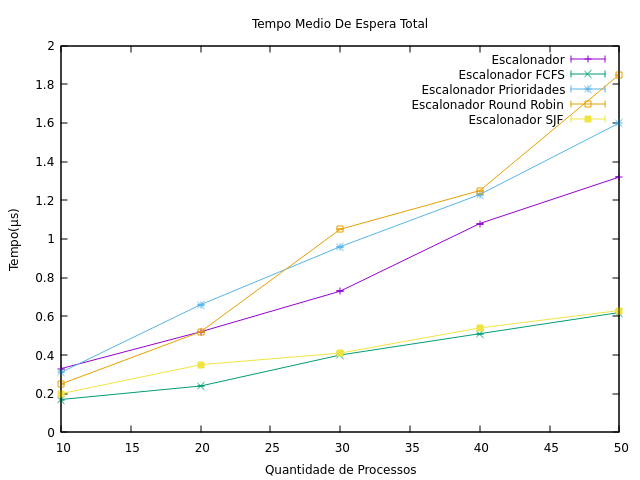 Tempo Medio De Espera Total
2
1.8
1.6
1.4
1.2
1
0.8
0.6
0.4
0.2
0
Tempo(µs)
Escalonador
Escalonador FCFS
Escalonador Prioridades
Escalonador Round Robin
Escalonador SJF
10 15 20 25 30 35 40 45 50
Quantidade de Processos